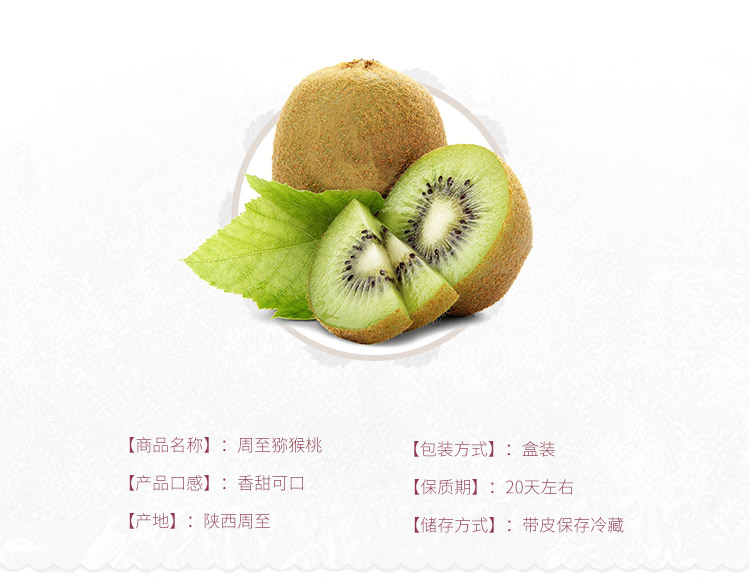 【商品名称】：周至猕猴桃
【产品口感】：香甜可口
【产地】：陕西周至
【包装方式】：盒装
【保质期】：20天左右
【储存方式】：带皮保存冷藏